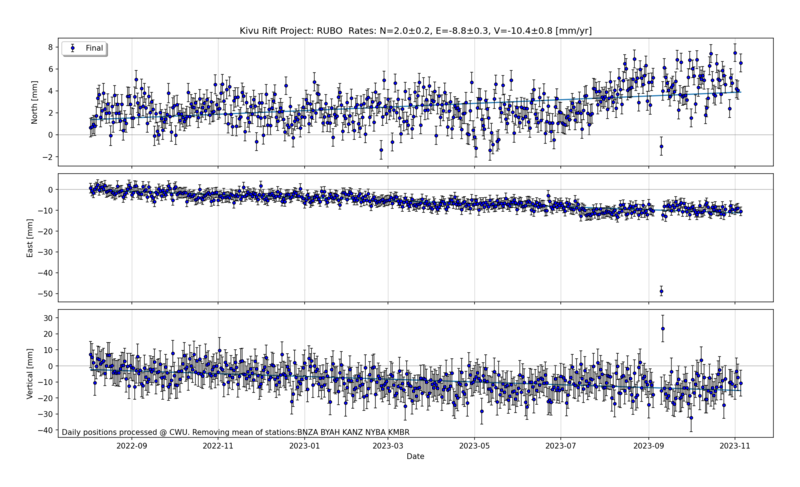 Kivu Rift Project: RUBO  Rates: N=2.0±0.2, E=-8.8±0.3, V=-10.4±0.8 [mm/yr]
Final
North [mm]
8
6
4
2
0
−2
East [mm]
0
−10
−20
−30
−40
−50
Vertical [mm]
30
20
10
0
−10
−20
−30
−40
Daily positions processed @ CWU. Removing mean of stations:BNZA BYAH KANZ NYBA KMBR
2022-09 2022-11 2023-01 2023-03 2023-05 2023-07 2023-09 2023-11
Date